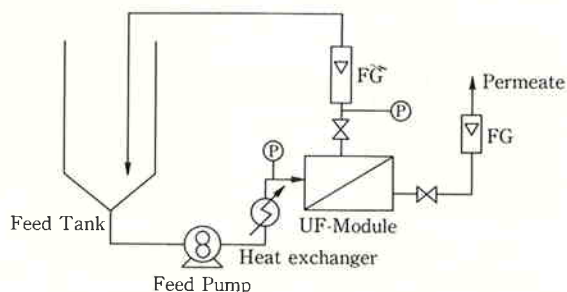 FG
P
Permeate
FG
P
UF-Module
Feed Tank
Heat exchanger
Feed Pump